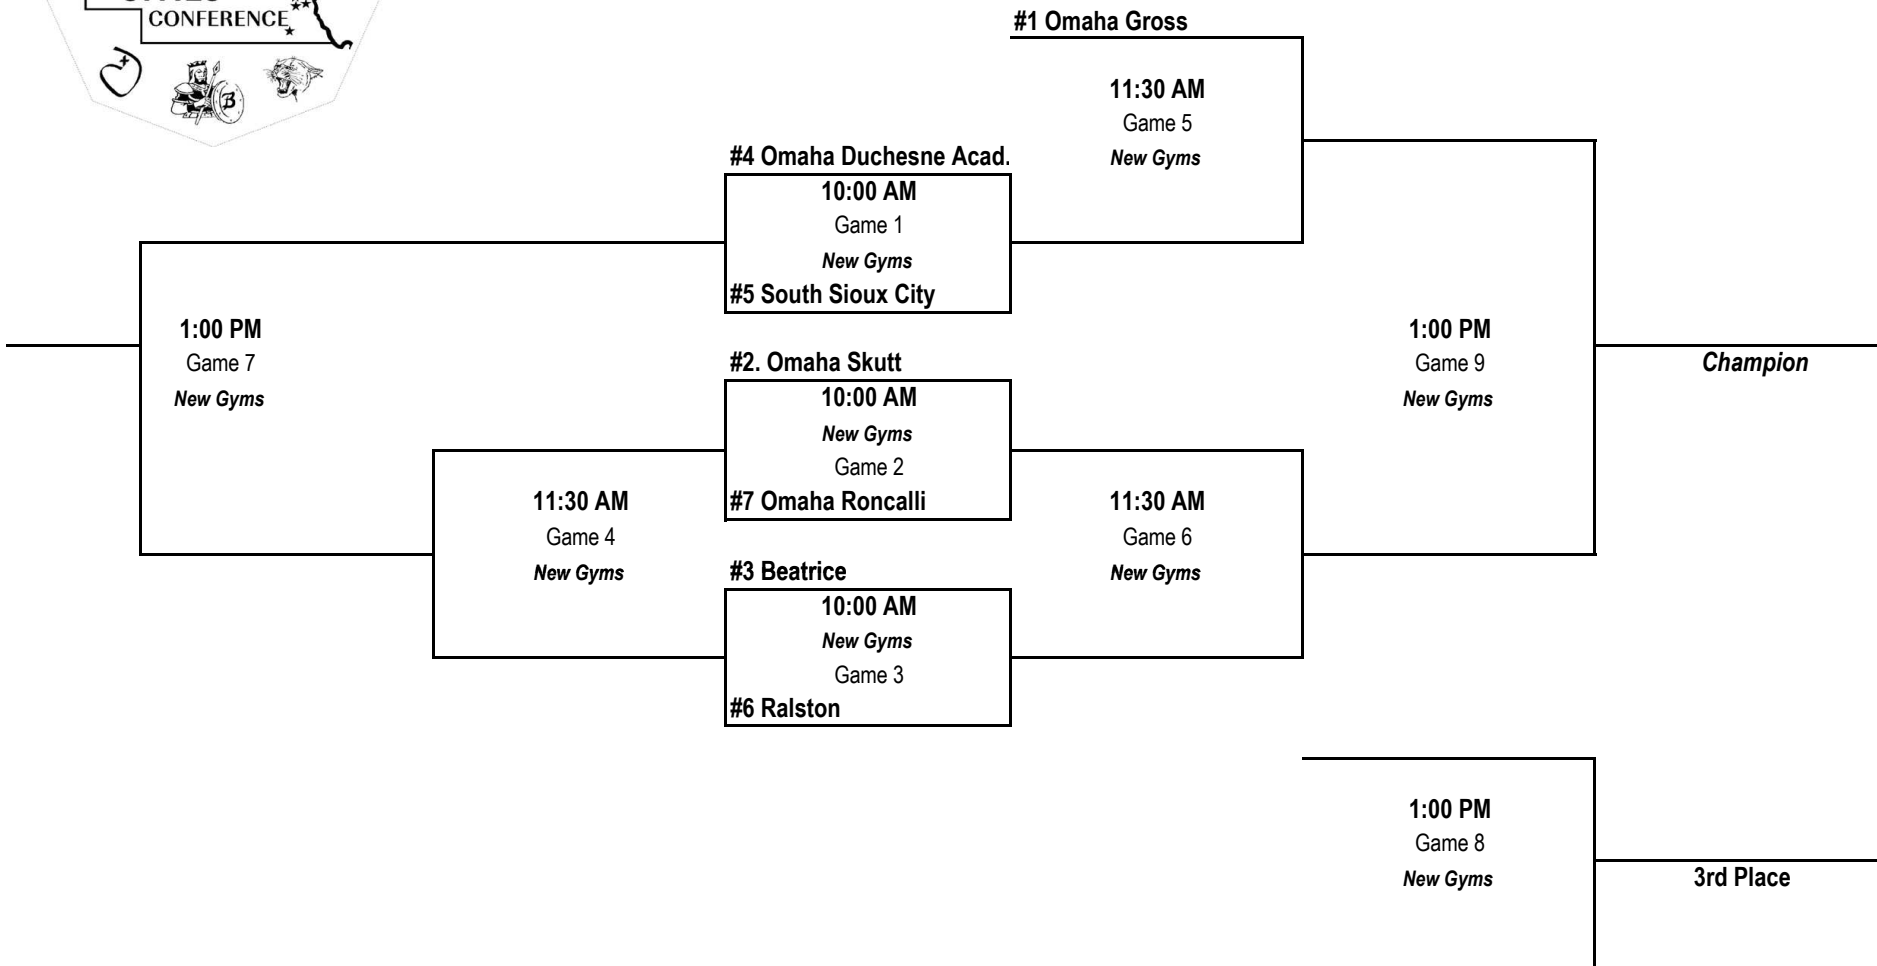 CONFERENCE
B
#1 Omaha Gross
11:30 AM
Game 5
New Gyms
#4 Omaha Duchesne Acad.
10:00 AM
Game 1
New Gyms
#5 South Sioux City
1:00 PM
Game 7
New Gyms
#2. Omaha Skutt
10:00 AM
New Gyms
Game 2
#7 Omaha Roncalli
1:00 PM
Game 9
New Gyms
Champion
11:30 AM
Game 4
New Gyms
11:30 AM
Game 6
New Gyms
#3 Beatrice
10:00 AM
New Gyms
Game 3
#6 Ralston
1:00 PM
Game 8
New Gyms
3rd Place